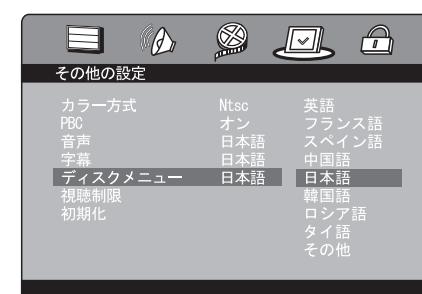 その他の設定
カラー方式 Ntsc 英語
PBC オン フランス語
音声 日本語 スペイン語
字幕 日本語 中国語
ディスクメニュー 日本語 日本語
視聴制限 韓国語
初期化 ロシア語
タイ語
その他